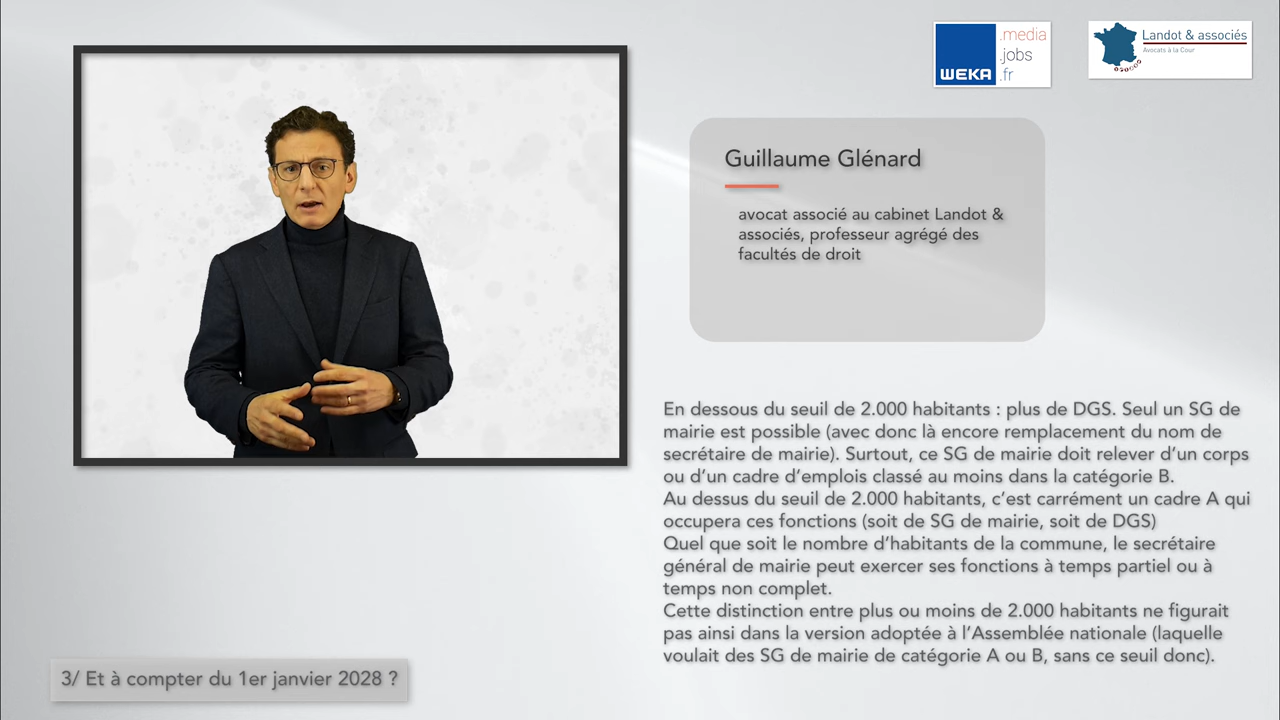 WEKA
.media
.jobs
.fr
Landot & associés
Avocats à la Cour
Guillaume Glénard
avocat associé au cabinet Landot &
associés, professeur agrégé des
facultés de droit
En dessous du seuil de 2.000 habitants : plus de DGS. Seul un SG de
mairie est possible (avec donc là encore remplacement du nom de
secrétaire de mairie). Surtout, ce SG de mairie doit relever d’un corps
ou d’un cadre d’emplois classé au moins dans la catégorie B.
Au dessus du seuil de 2.000 habitants, c’est carrément un cadre A qui
occupera ces fonctions (soit de SG de mairie, soit de DGS)
Quel que soit le nombre d’habitants de la commune, le secrétaire
général de mairie peut exercer ses fonctions à temps partiel ou à
temps non complet.
Cette distinction entre plus ou moins de 2.000 habitants ne figurait
pas ainsi dans la version adoptée à l’Assemblée nationale (laquelle
voulait des SG de mairie de catégorie A ou B, sans ce seuil donc).
3/ Et à compter du 1er janvier 2028 ?